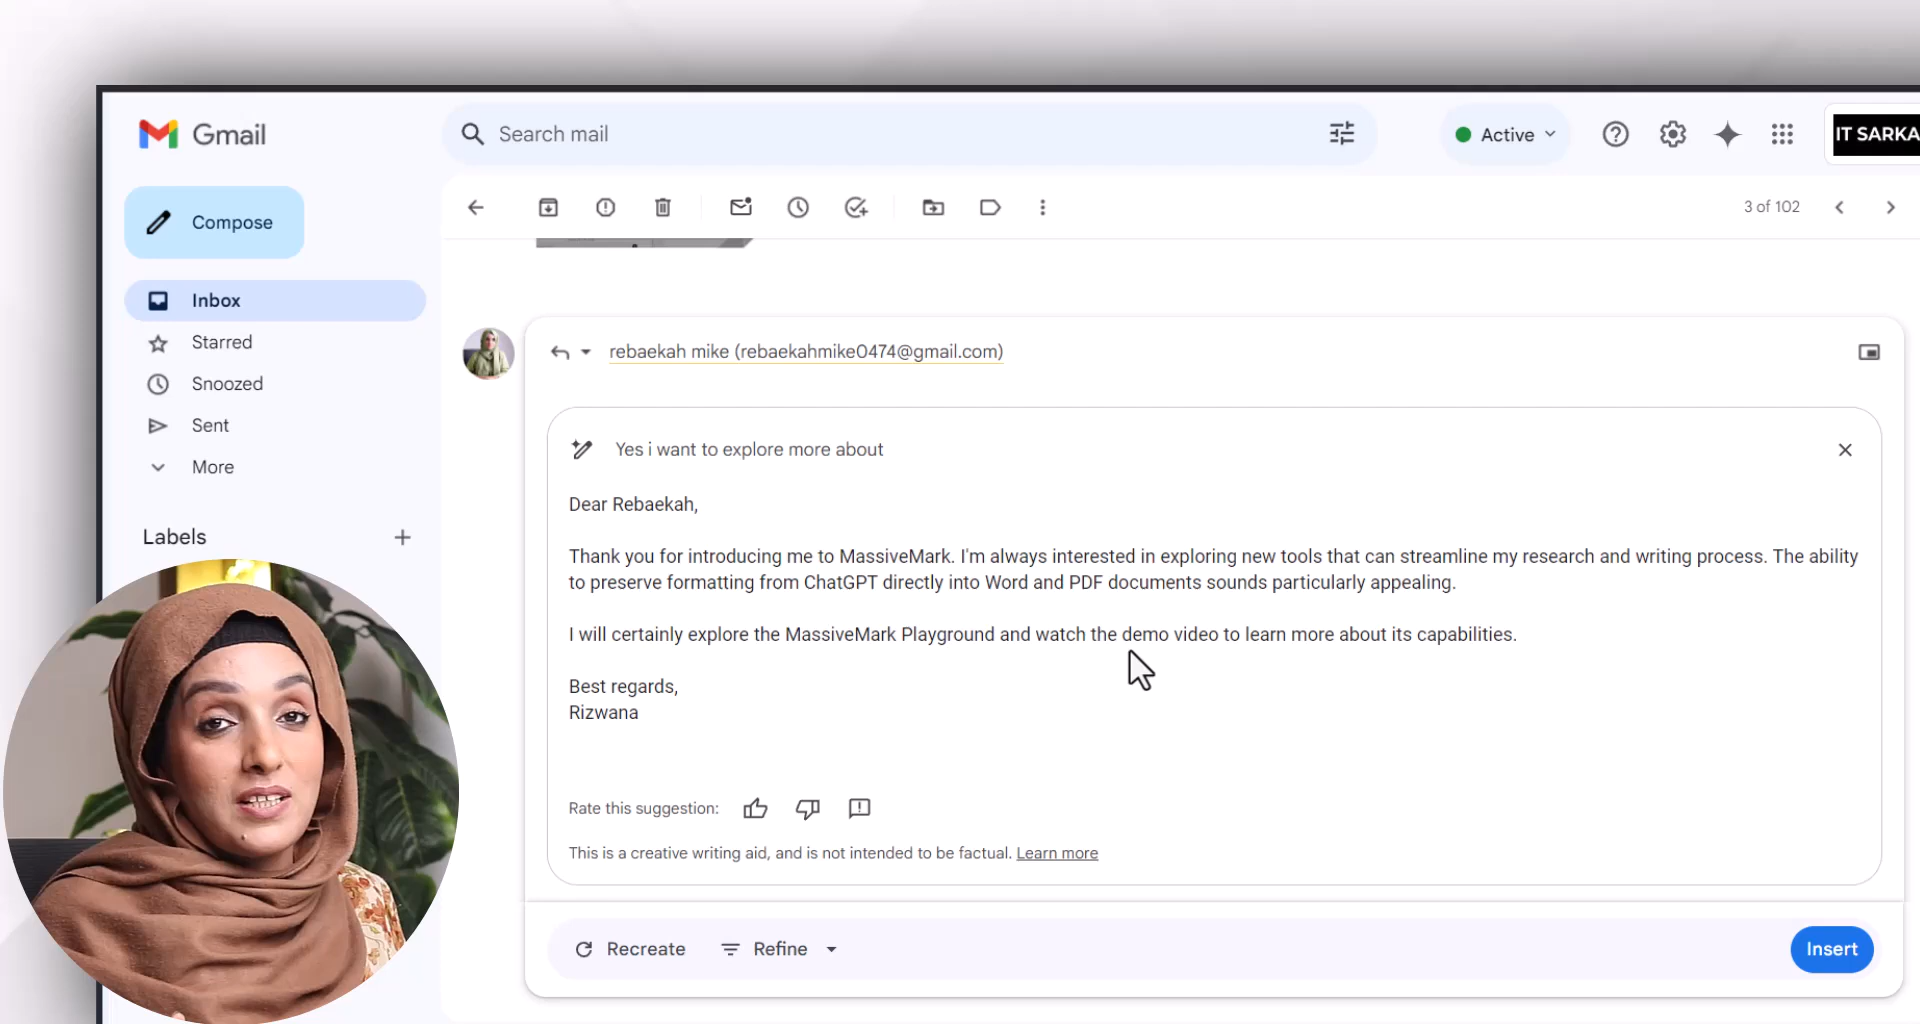 Gmail
Search mail
Active
IT SARKA
Compose
3 of 102
Inbox
Starred
Snoozed
Sent
More
Labels
rebaekah mike (rebaekahmike0474@gmail.com)
Yes i want to explore more about
Dear Rebaekah,
Thank you for introducing me to MassiveMark. I'm always interested in exploring new tools that can streamline my research and writing process. The ability
to preserve formatting from ChatGPT directly into Word and PDF documents sounds particularly appealing.
I will certainly explore the MassiveMark Playground and watch the demo video to learn more about its capabilities.
Best regards,
Rizwana
Rate this suggestion:
This is a creative writing aid, and is not intended to be factual. Learn more
Recreate
Refine
Insert